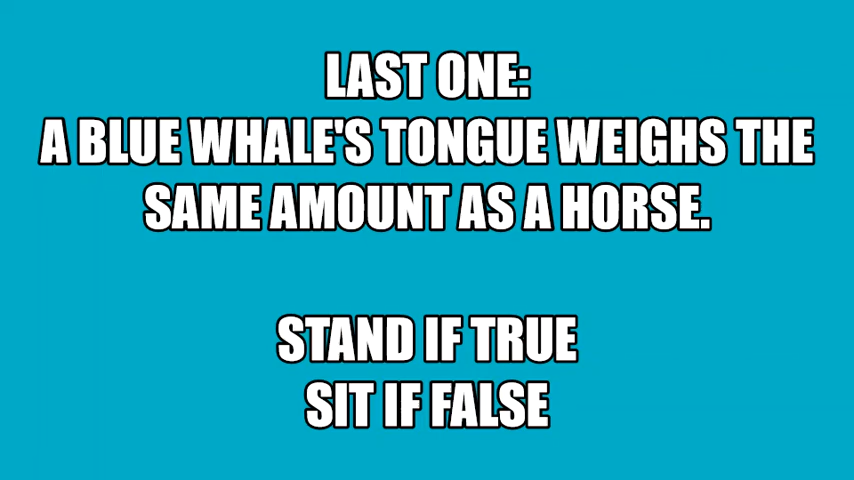 LAST ONE:
A BLUE WHALE'S TONGUE WEIGHS THE
SAME AMOUNT AS A HORSE.
STAND IF TRUE
SIT IF FALSE